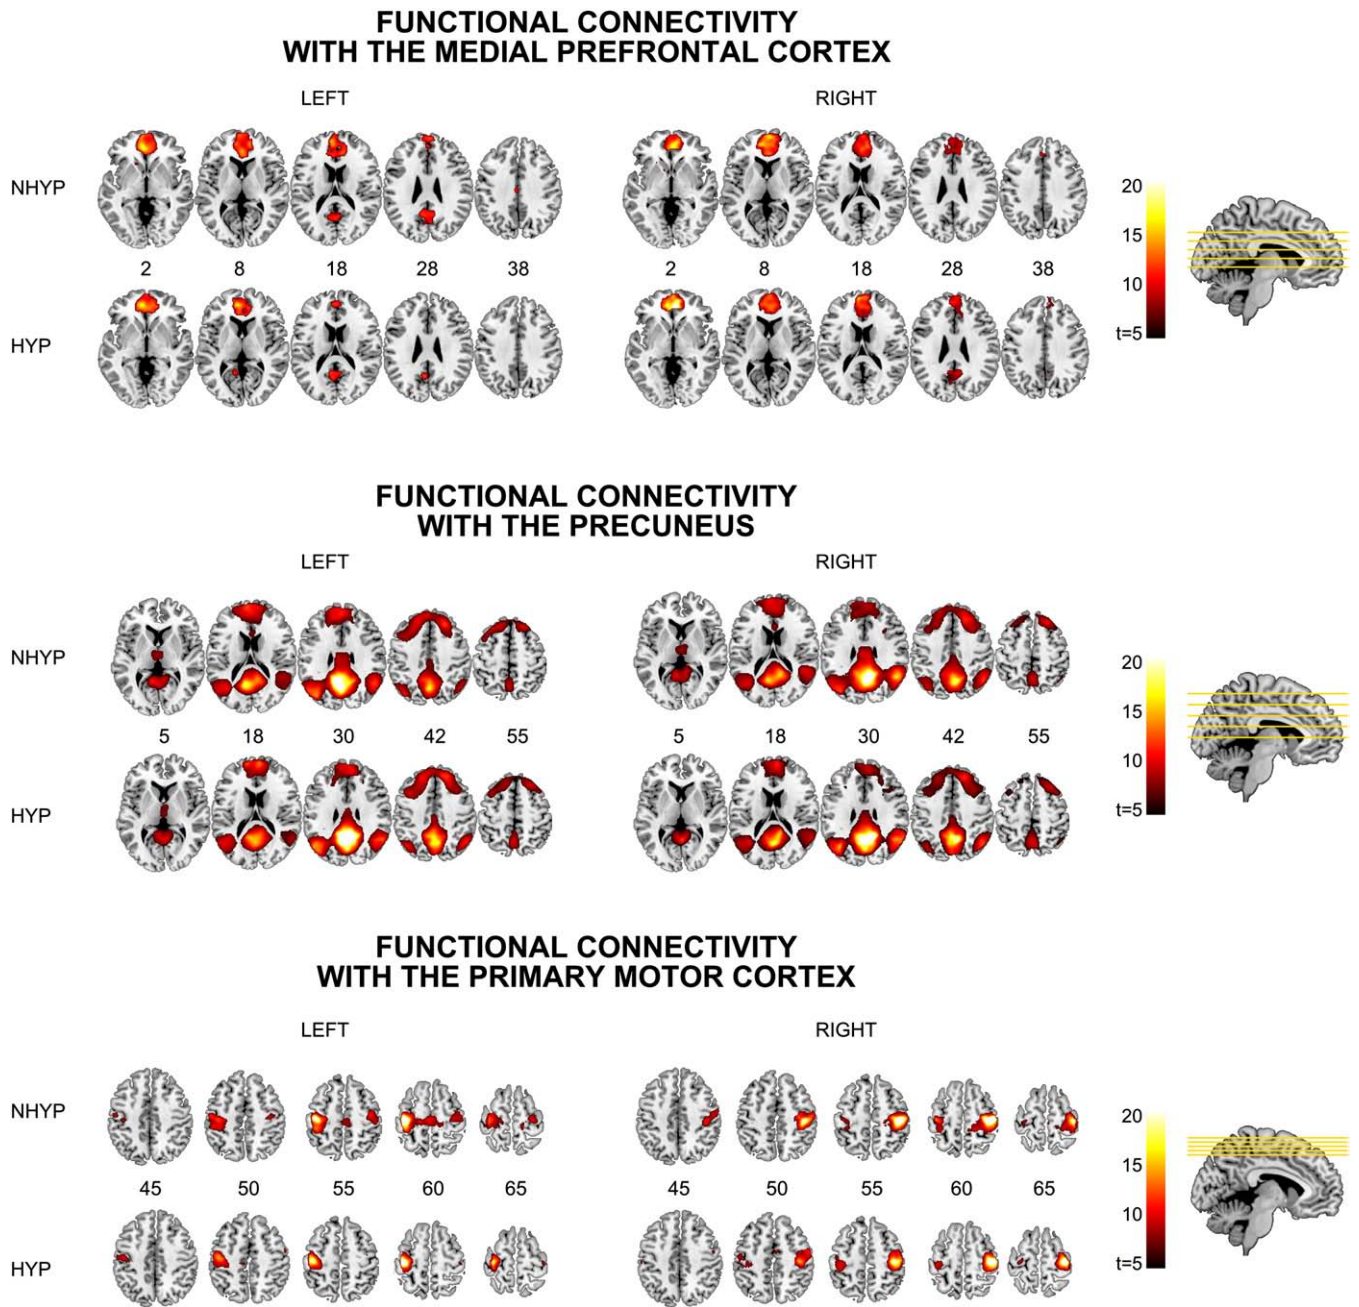 FUNCTIONAL CONNECTIVITY
WITH THE MEDIAL PREFRONTAL CORTEX
LEFT RIGHT
NHYP
20
15
10
t=5
2 8 18 28 38 2 8 18 28 38
HYP
FUNCTIONAL CONNECTIVITY
WITH THE PRECUNEUS
LEFT RIGHT
NHYP
20
15
10
t=5
5 18 30 42 55 5 18 30 42 55
HYP
FUNCTIONAL CONNECTIVITY
WITH THE PRIMARY MOTOR CORTEX
LEFT RIGHT
NHYP
20
15
10
t=5
45 50 55 60 65 45 50 55 60 65
HYP